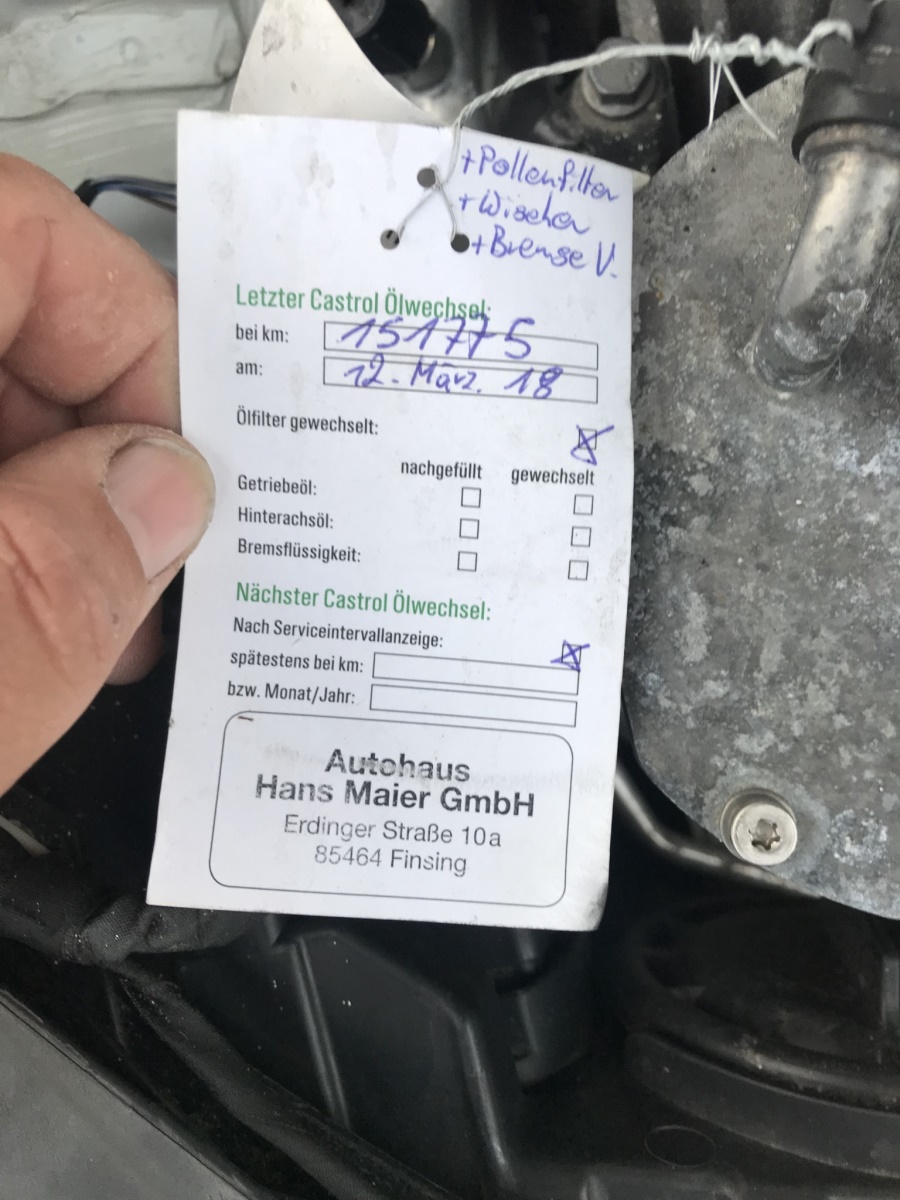 +Pollenfilter
+Wischer
+Bremse V.
Letzter Castrol Ölwechsel:
bei km: 151775
am: 12. März. 18
Ölfilter gewechselt:
nachgefüllt gewechselt
Getriebeöl:
Hinterachsöl:
Bremsflüssigkeit:
Nächster Castrol Ölwechsel:
Nach Serviceintervallanzeige:
spätestens bei km:
bzw. Monat/Jahr:
Autohaus
Hans Maier GmbH
Erdinger Straße 10a
85464 Finsing